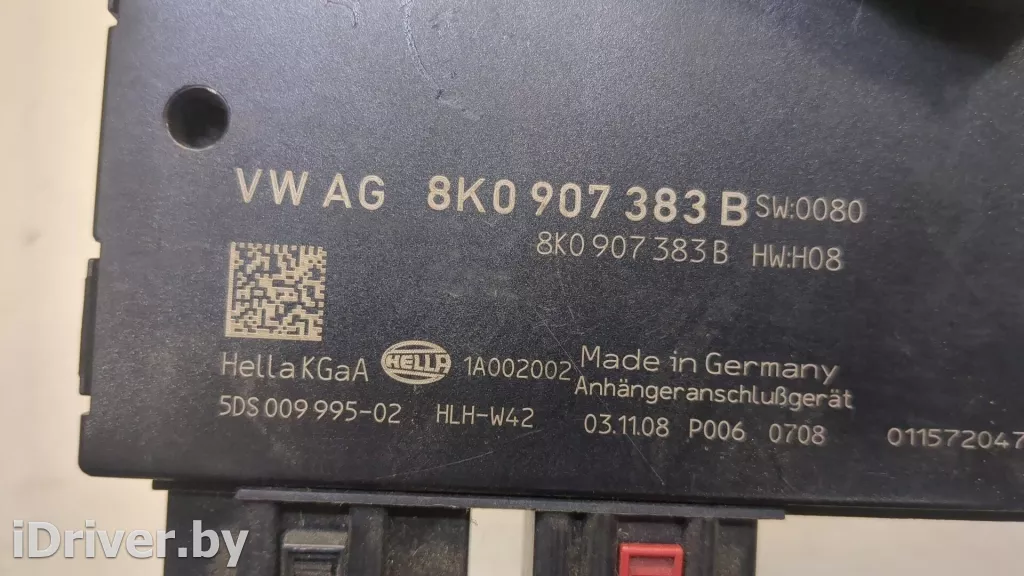 VW AG 8K0 907 383 B SW:0080
8K0 907 383 B HW:H08
Hella KGaA HELLA 1A002002 Made in Germany
Anhängeranschlußgerät
5DS 009 995-02 HLH-W42 03.11.08 P006 0708 011572047
iDriver.by